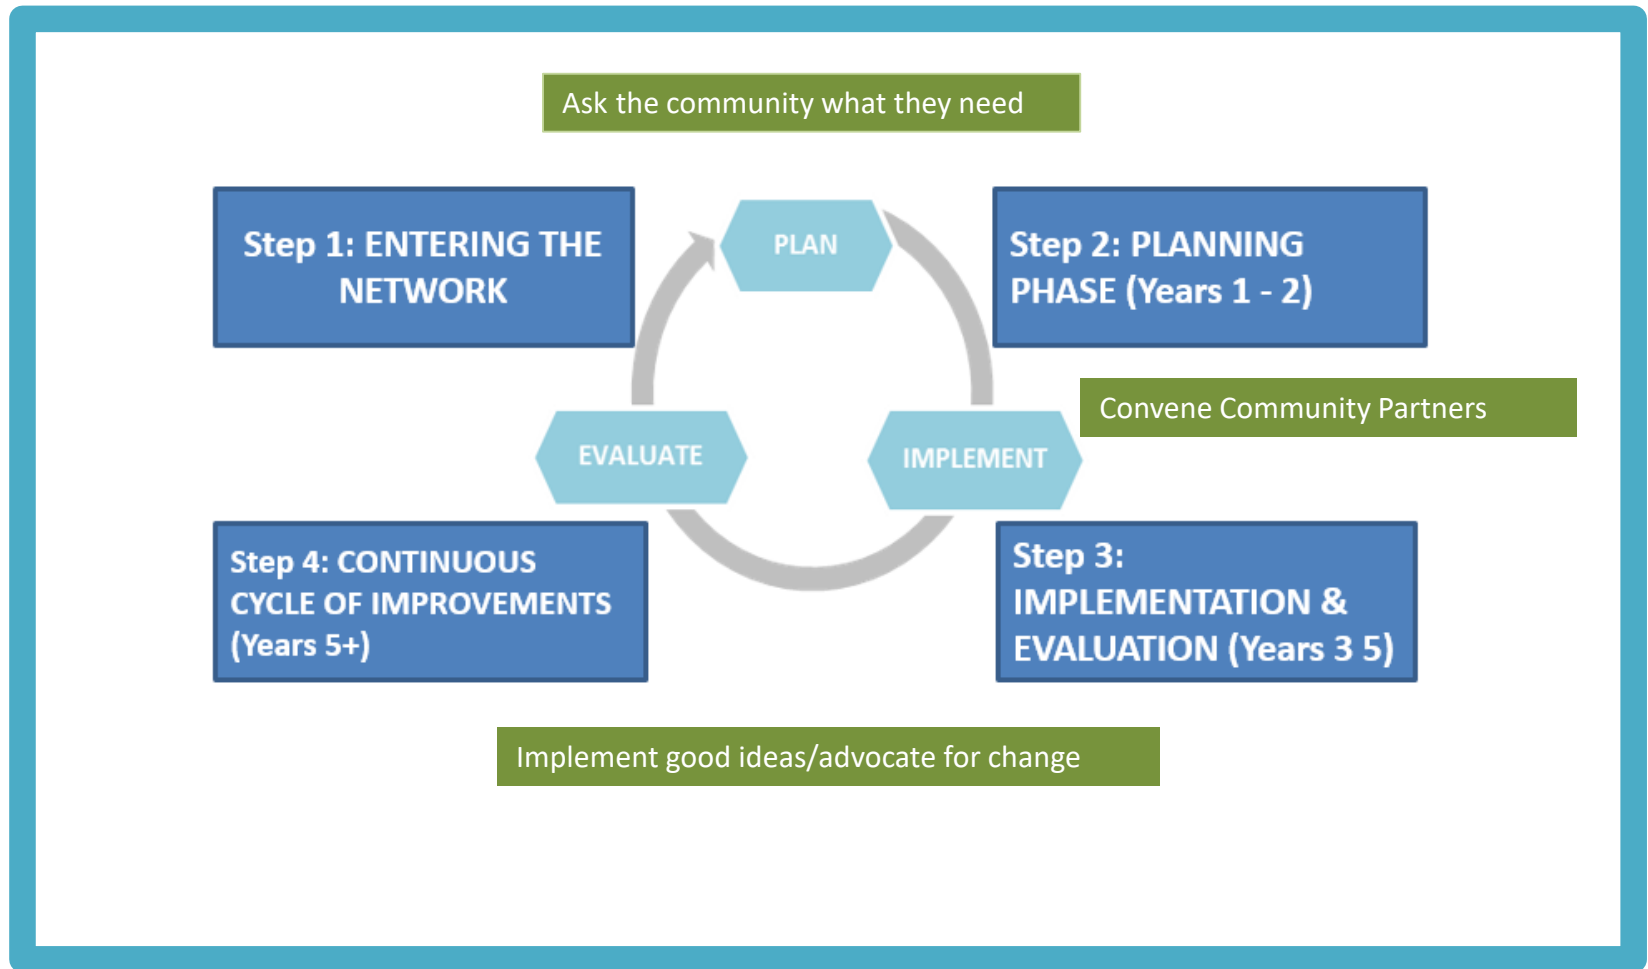 Ask the community what they need
Step 1: ENTERING THE
NETWORK
PLAN
Step 2: PLANNING
PHASE (Years 1 - 2)
Convene Community Partners
EVALUATE
IMPLEMENT
Step 4: CONTINUOUS
CYCLE OF IMPROVEMENTS
(Years 5+)
Step 3:
IMPLEMENTATION &
EVALUATION (Years 3 5)
Implement good ideas/advocate for change